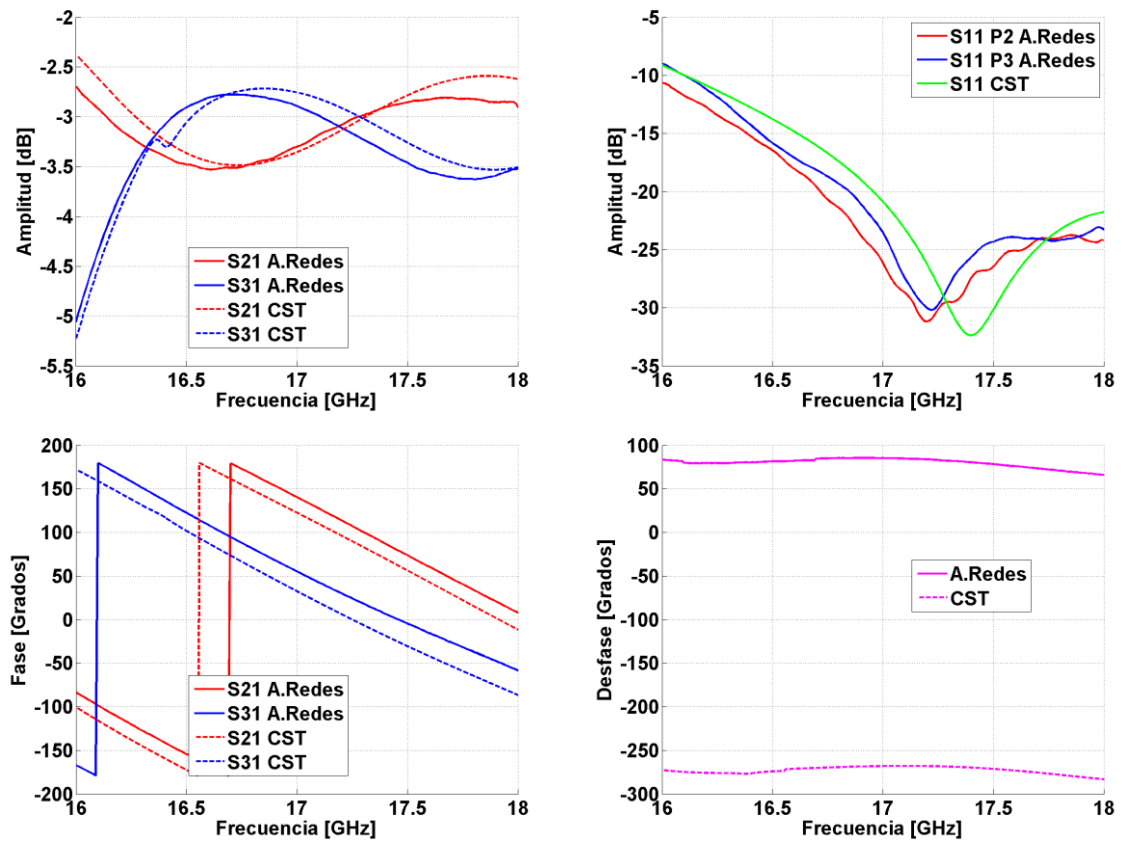 -2
-2.5
-3
-3.5
-4
-4.5
-5
-5.5
Amplitud [dB]
S21 A.Redes
S31 A.Redes
S21 CST
S31 CST
16 16.5 17 17.5 18
Frecuencia [GHz]
-5
-10
-15
-20
-25
-30
-35
Amplitud [dB]
S11 P2 A.Redes
S11 P3 A.Redes
S11 CST
16 16.5 17 17.5 18
Frecuencia [GHz]
200
150
100
50
0
-50
-100
-150
-200
Fase [Grados]
S21 A.Redes
S31 A.Redes
S21 CST
S31 CST
16 16.5 17 17.5 18
Frecuencia [GHz]
100
50
0
-50
-100
-150
-200
-250
-300
Desfase [Grados]
A.Redes
CST
16 16.5 17 17.5 18
Frecuencia [GHz]